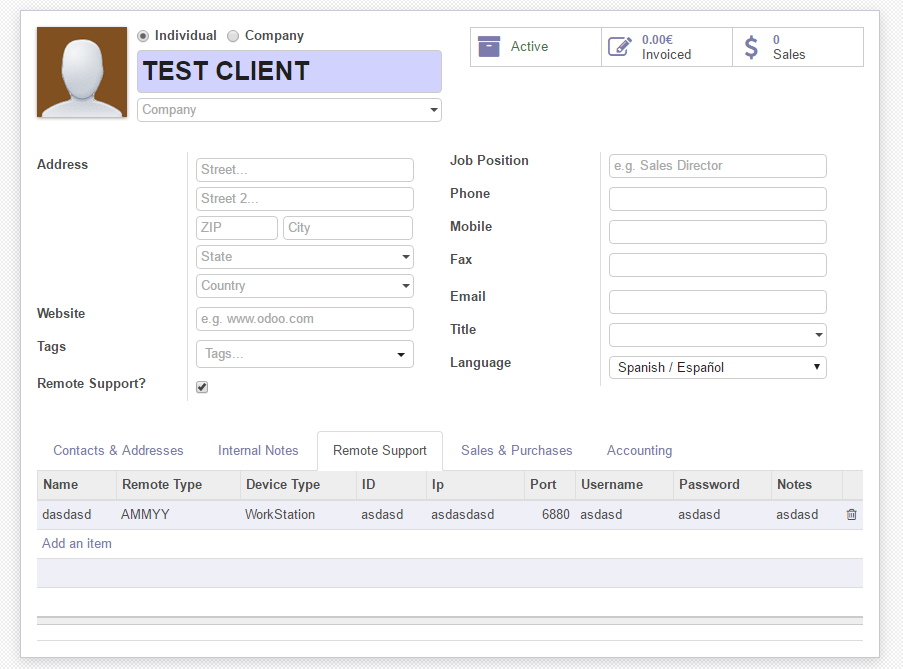 Individual Company
TEST CLIENT
Company
Active
0.00€
Invoiced
0
Sales
Address
Street...
Street 2...
ZIP City
State
Country
Website e.g. www.odoo.com
Tags Tags...
Remote Support?
Job Position e.g. Sales Director
Phone
Mobile
Fax
Email
Title
Language Spanish / Español
Contacts & Addresses Internal Notes Remote Support Sales & Purchases Accounting
Name Remote Type Device Type ID Ip Port Username Password Notes
dasdasd AMMYY WorkStation asdasd asdasdasd 6880 asdasd asdasd asdasd
Add an item